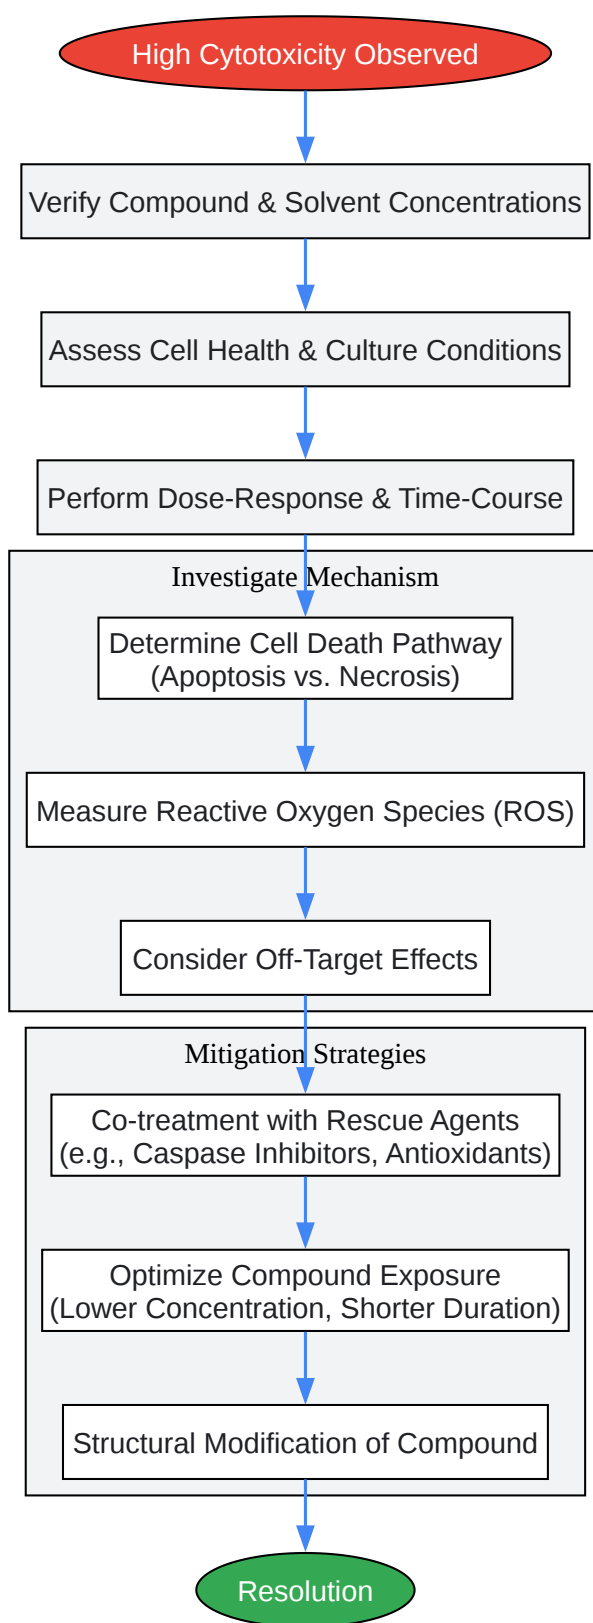 High Cytotoxicity Observed
Verify Compound & Solvent Concentrations
Assess Cell Health & Culture Conditions
Perform Dose-Response & Time-Course
Investigate Mechanism
Determine Cell Death Pathway
(Apoptosis vs. Necrosis)
Measure Reactive Oxygen Species (ROS)
Consider Off-Target Effects
Mitigation Strategies
Co-treatment with Rescue Agents
(e.g., Caspase Inhibitors, Antioxidants)
Optimize Compound Exposure
(Lower Concentration, Shorter Duration)
Structural Modification of Compound
Resolution